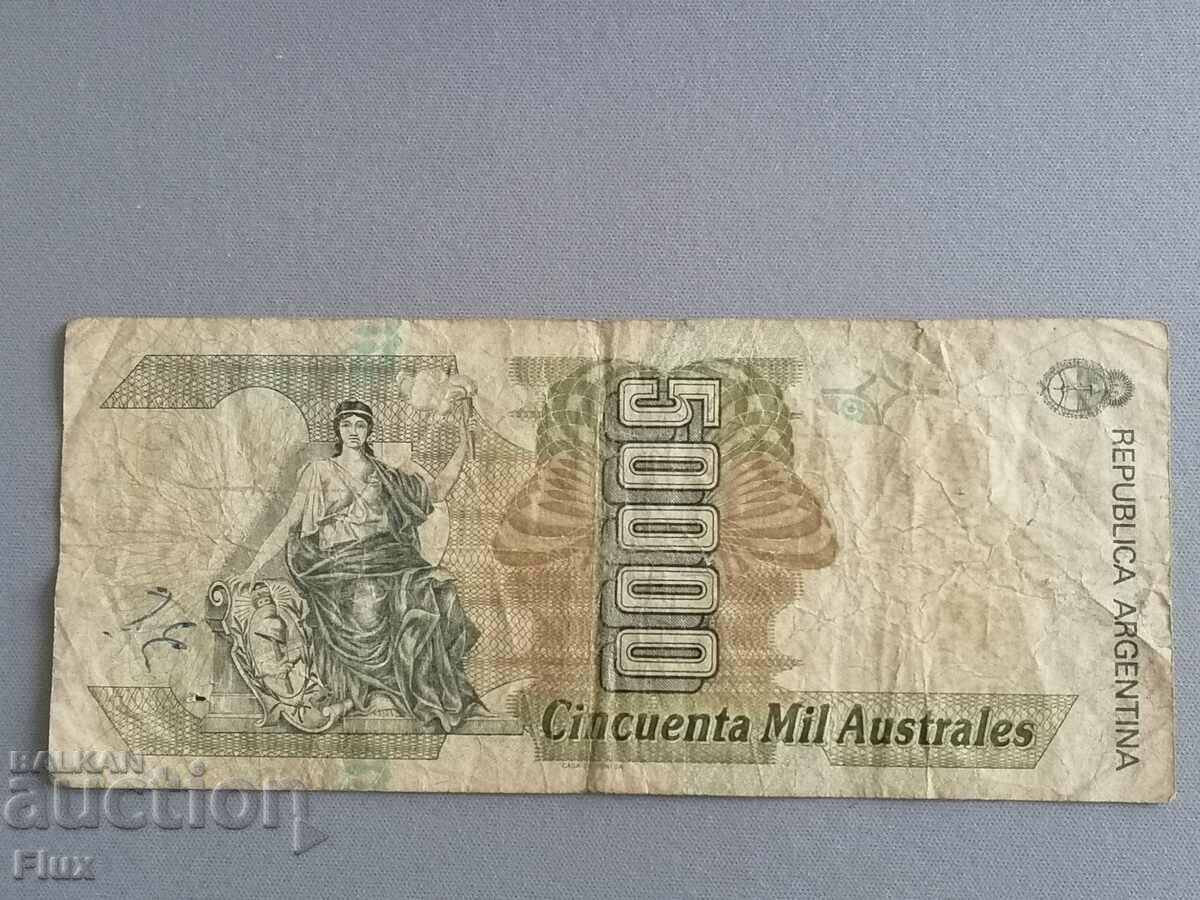 50000
Cincuenta Mil Australes
REPUBLICA ARGENTINA
BALKAN
auction
Flux